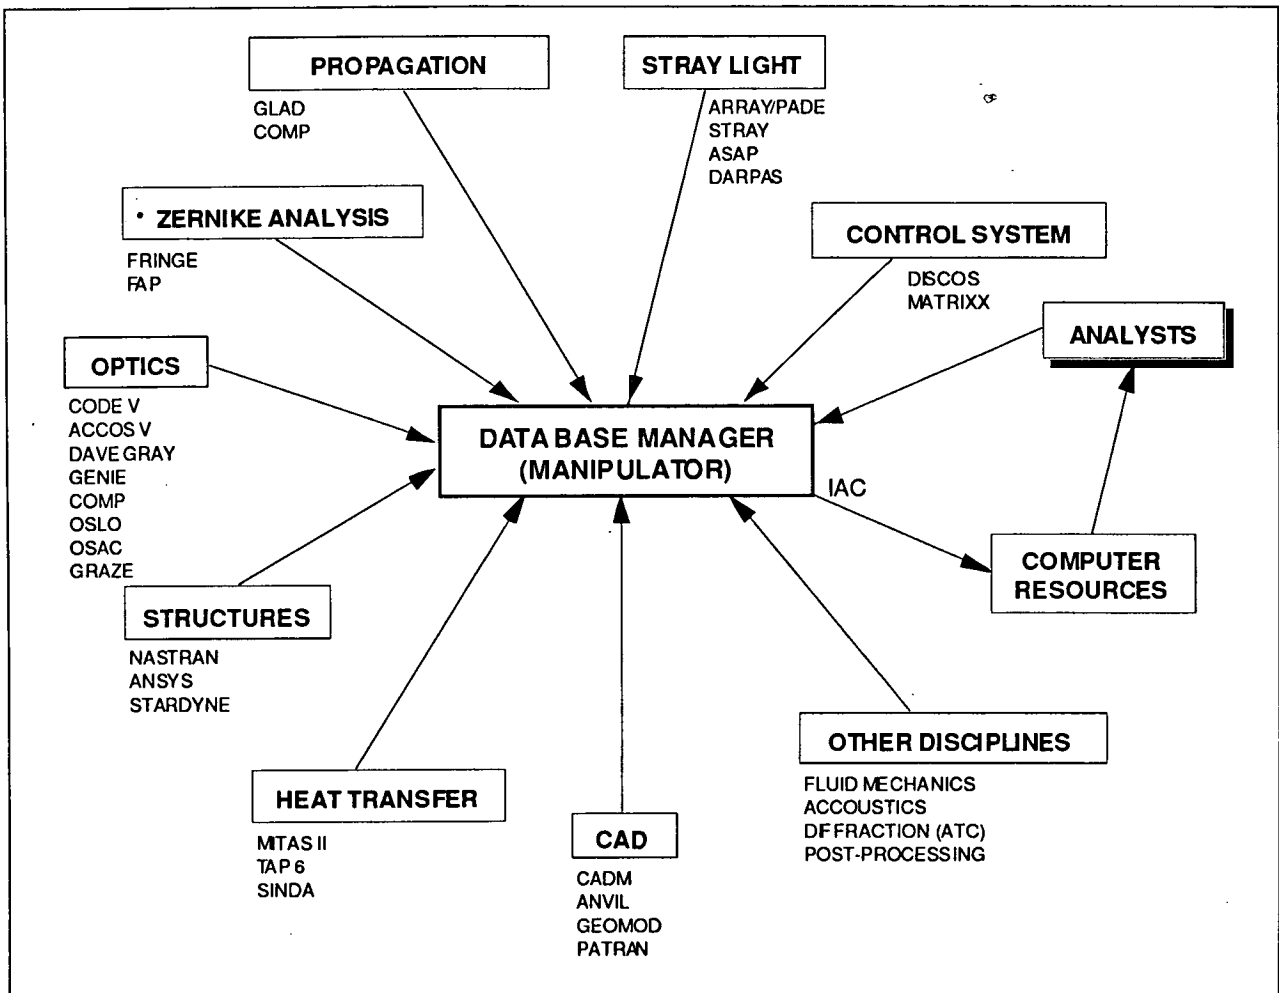 PROPAGATION
GLAD
COMP
STRAY LIGHT
ARRAY/PADE
STRAY
ASAP
DARPAS
ZERNIKE ANALYSIS
FRINGE
FAP
CONTROL SYSTEM
DISCOS
MATRIXX
ANALYSTS
OPTICS
CODE V
ACCOS V
DAVE GRAY
GENIE
COMP
OSLO
OSAC
GRAZE
DATA BASE MANAGER
(MANIPULATOR)
IAC
COMPUTER
RESOURCES
STRUCTURES
NASTRAN
ANSYS
STARDYNE
OTHER DISCIPLINES
FLUID MECHANICS
ACCOUSTICS
DIFFRACTION (ATC)
POST-PROCESSING
HEAT TRANSFER
MITAS II
TAP 6
SINDA
CAD
CADM
ANVIL
GEOMOD
PATRAN